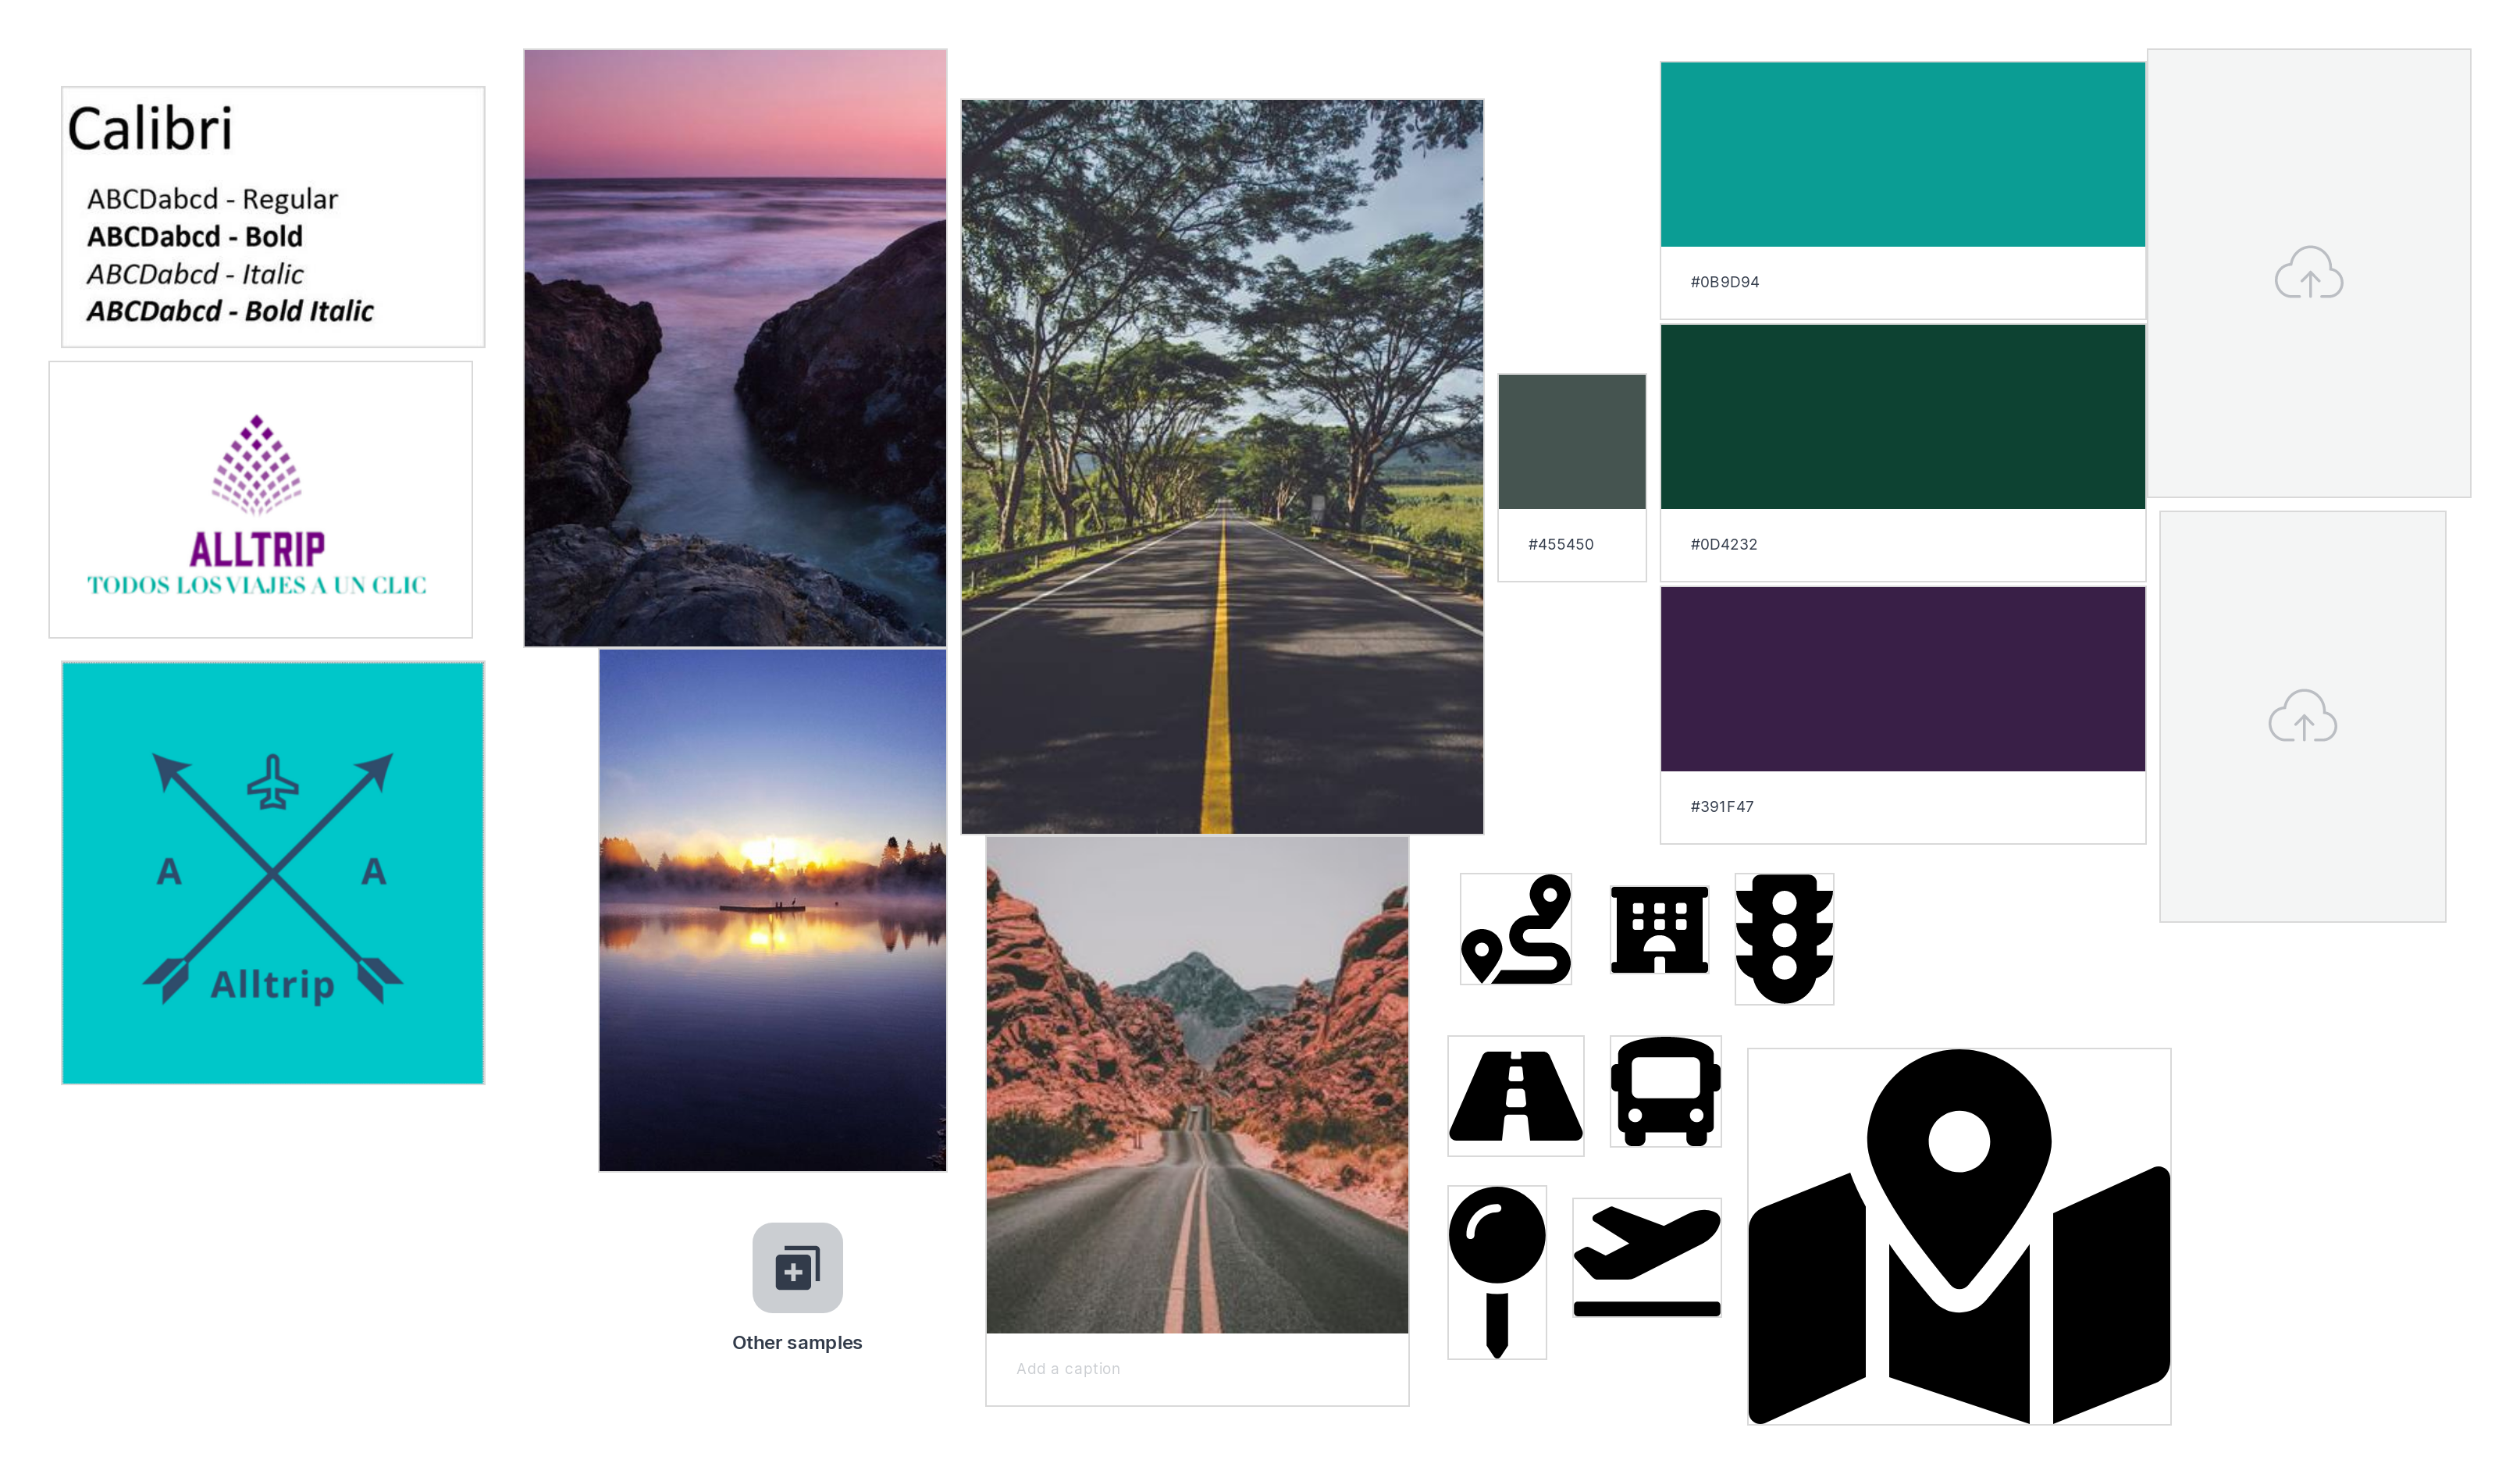 Calibri
ABCDabcd - Regular
ABCDabcd - Bold
ABCDabcd - Italic
ABCDabcd - Bold Italic
ALLTRIP
TODOS LOS VIAJES A UN CLIC
A A
Alltrip
Other samples
Add a caption
#455450
#0B9D94
#0D4232
#391F47